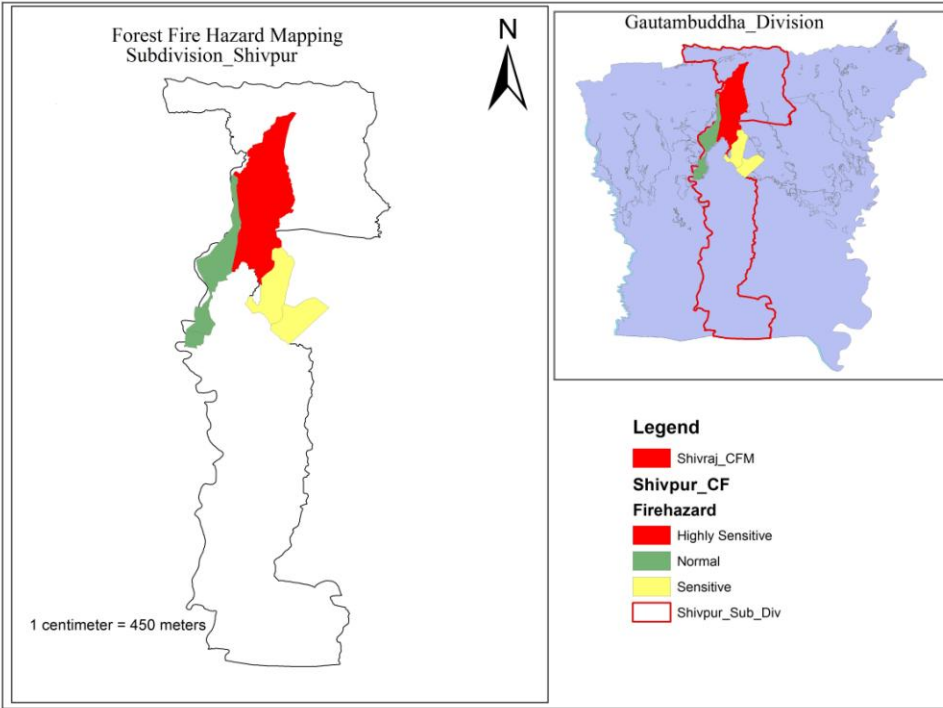 Forest Fire Hazard Mapping
Subdivision_Shivpur
N
1 centimeter = 450 meters
Gautambuddha_Division
Legend
Shivraj_CFM
Shivpur_CF
Firehazard
Highly Sensitive
Normal
Sensitive
Shivpur_Sub_Div